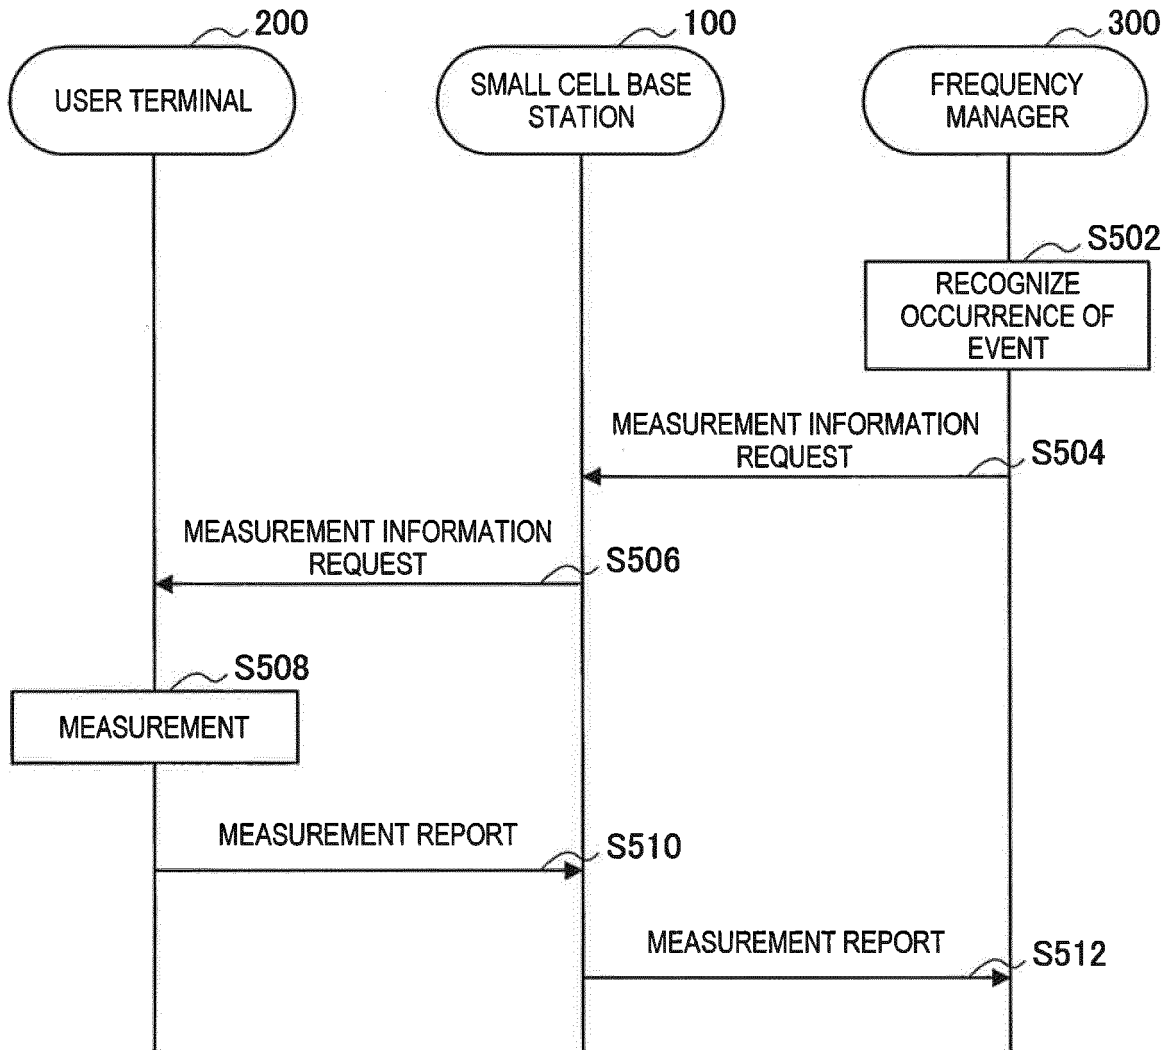 200
100
300
USER TERMINAL
SMALL CELL BASE
STATION
FREQUENCY
MANAGER
S502
RECOGNIZE
OCCURRENCE OF
EVENT
MEASUREMENT INFORMATION
REQUEST
S504
MEASUREMENT INFORMATION
REQUEST
S506
S508
MEASUREMENT
MEASUREMENT REPORT
S510
MEASUREMENT REPORT
S512